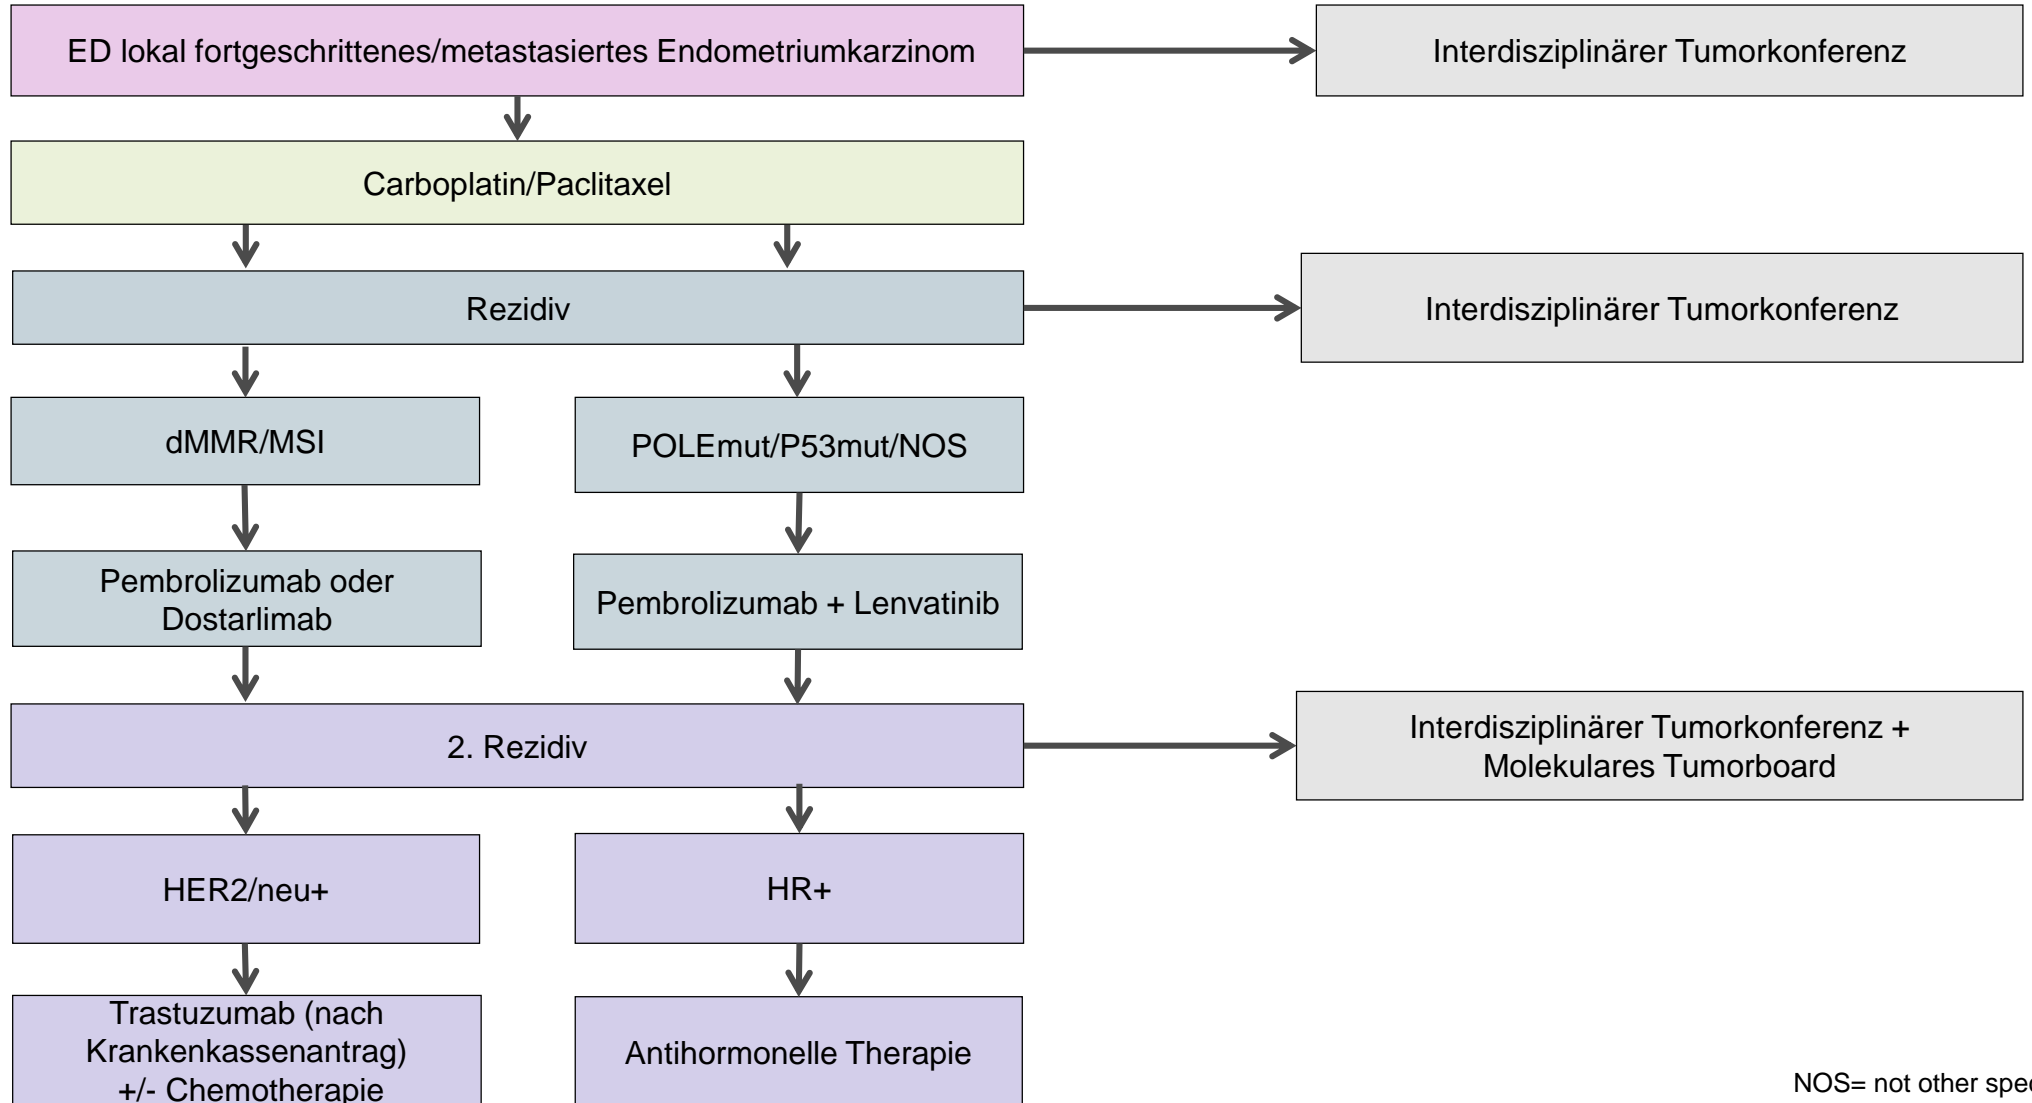 ED lokal fortgeschrittenes/metastasiertes Endometriumkarzinom
Interdisziplinärer Tumorkonferenz
Carboplatin/Paclitaxel
Rezidiv
Interdisziplinärer Tumorkonferenz
dMMR/MSI
POLEmut/P53mut/NOS
Pembrolizumab oder
Dostarlimab
Pembrolizumab + Lenvatinib
2. Rezidiv
Interdisziplinärer Tumorkonferenz +
Molekulares Tumorboard
HER2/neu+
HR+
Trastuzumab (nach
Krankenkassenantrag)
+/- Chemotherapie
Antihormonelle Therapie
NOS= not other